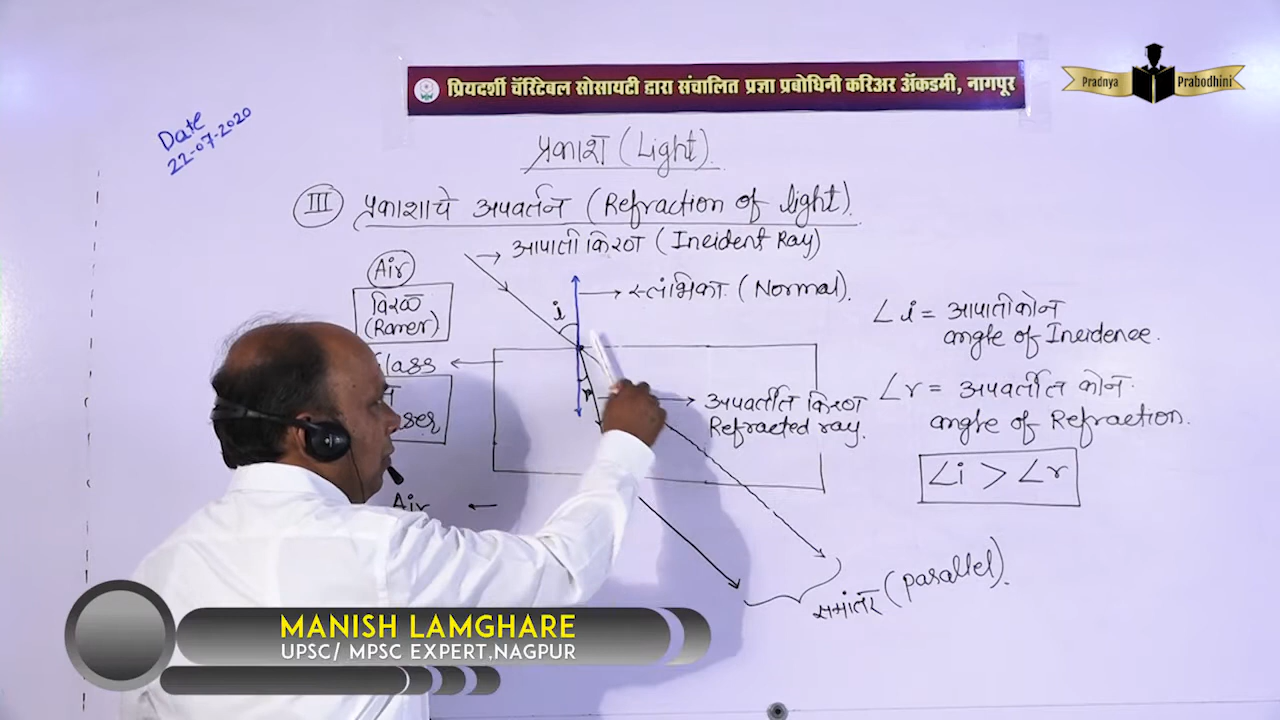 प्रियदर्शी चॅरिटेबल सोसायटी द्वारा संचालित प्रज्ञा प्रबोधिनी करिअर ॲकडमी, नागपूर
Pradnya Prabodhini
Date
22-07-2020
प्रकाश (Light).
III प्रकाशाचे अपवर्तन (Refraction of light).
आपाती किरण (Incident Ray)
Air
विरळ
(Rarer)
स्तंभिका (Normal).
i
∠i = आपाती कोन
angle of Incidence.
Glass
r
अपवर्तीत किरण
Refracted ray.
∠r = अपवर्तीत कोन
angle of Refraction.
∠i > ∠r
Air
समांतर (parallel).
MANISH LAMGHARE
UPSC/ MPSC EXPERT,NAGPUR